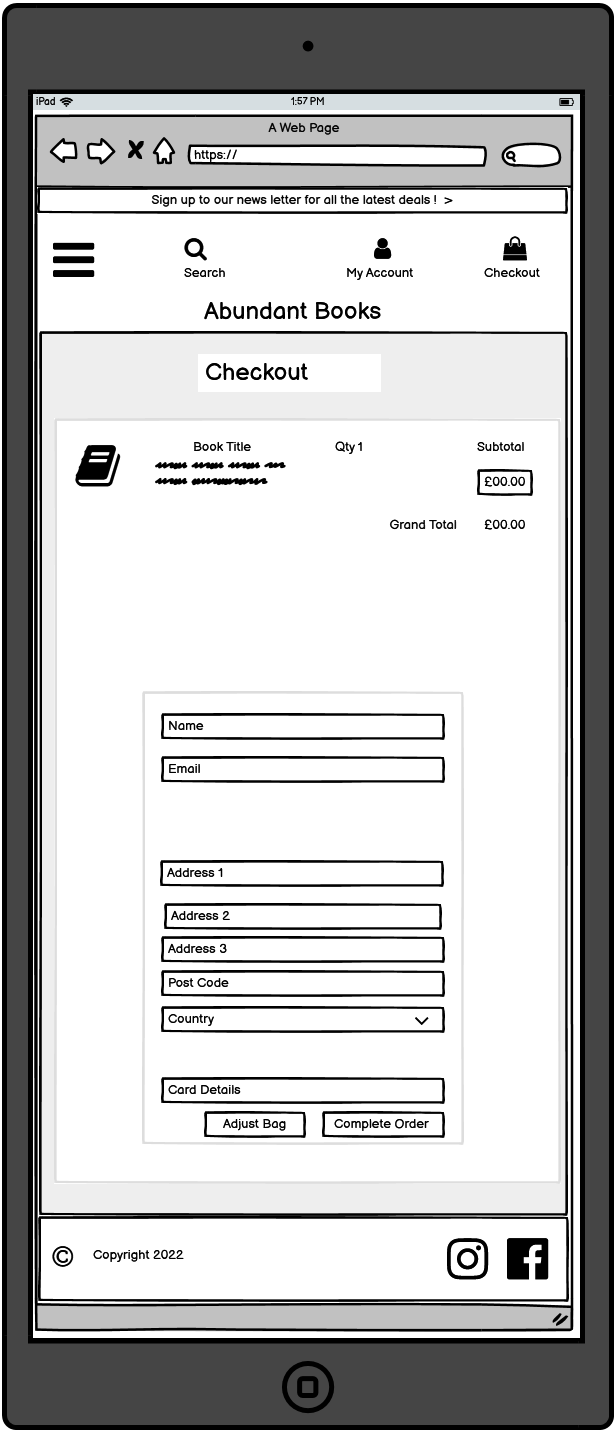 iPad 1:57 PM
A Web Page
https://
Sign up to our news letter for all the latest deals ! >
Search My Account Checkout
Abundant Books
Checkout
Book Title Qty 1 Subtotal
£00.00
Grand Total £00.00
Name
Email
Address 1
Address 2
Address 3
Post Code
Country
Card Details
Adjust Bag Complete Order
© Copyright 2022